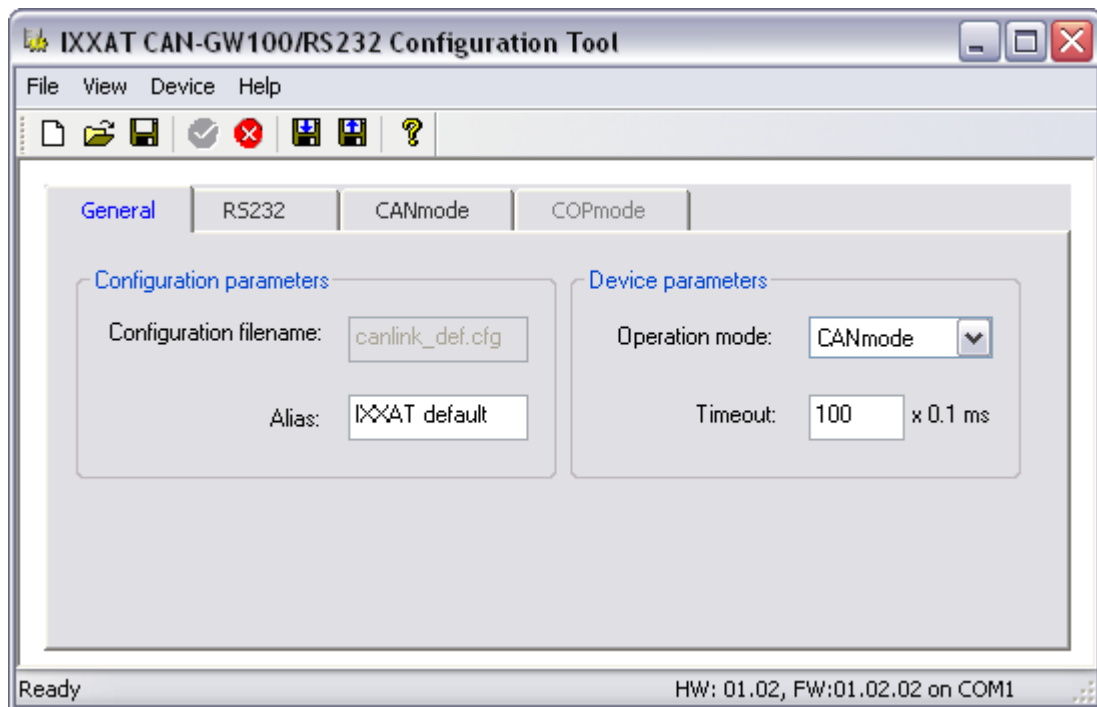 IXXAT CAN-GW100/RS232 Configuration Tool
File View Device Help
General RS232 CANmode COPmode
Configuration parameters Device parameters
Configuration filename: canlink_def.cfg Operation mode: CANmode
Alias: IXXAT default Timeout: 100 x 0.1 ms
Ready HW: 01.02, FW:01.02.02 on COM1